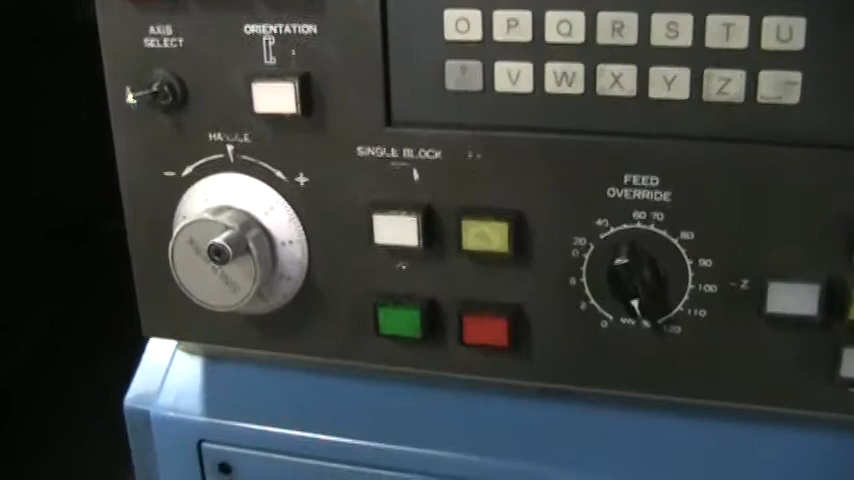 AXIS
SELECT
ORIENTATION
O P Q R S T U
V W X Y Z
HANDLE
- +
SINGLE BLOCK
FEED
OVERRIDE
40 60 70 80
20 90
100
110
120
0
-Z